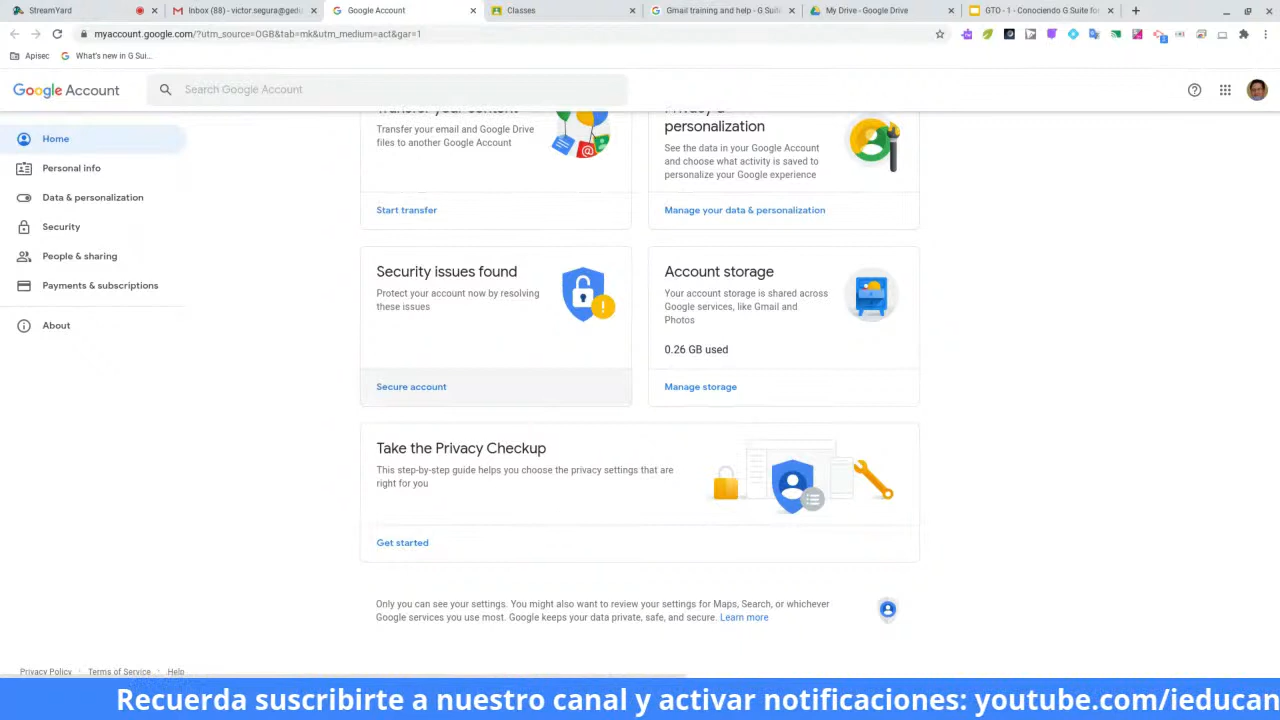 StreamYard
Inbox (88) - victor.segura@gedu
Google Account
Classes
Gmail training and help - G Suite
My Drive - Google Drive
GTO - 1 - Conociendo G Suite for
myaccount.google.com/?utm_source=OGB&tab=mk&utm_medium=act&gar=1
Apisec
What's new in G Sui...
Google Account
Search Google Account
Home
Personal info
Data & personalization
Security
People & sharing
Payments & subscriptions
About
Transfer your content
Transfer your email and Google Drive
files to another Google Account
Start transfer
Privacy &
personalization
See the data in your Google Account
and choose what activity is saved to
personalize your Google experience
Manage your data & personalization
Security issues found
Protect your account now by resolving
these issues
Secure account
Account storage
Your account storage is shared across
Google services, like Gmail and
Photos
0.26 GB used
Manage storage
Take the Privacy Checkup
This step-by-step guide helps you choose the privacy settings that are
right for you
Get started
Only you can see your settings. You might also want to review your settings for Maps, Search, or whichever
Google services you use most. Google keeps your data private, safe, and secure. Learn more
Privacy Policy · Terms of Service · Help
Recuerda suscribirte a nuestro canal y activar notificaciones: youtube.com/ieducan